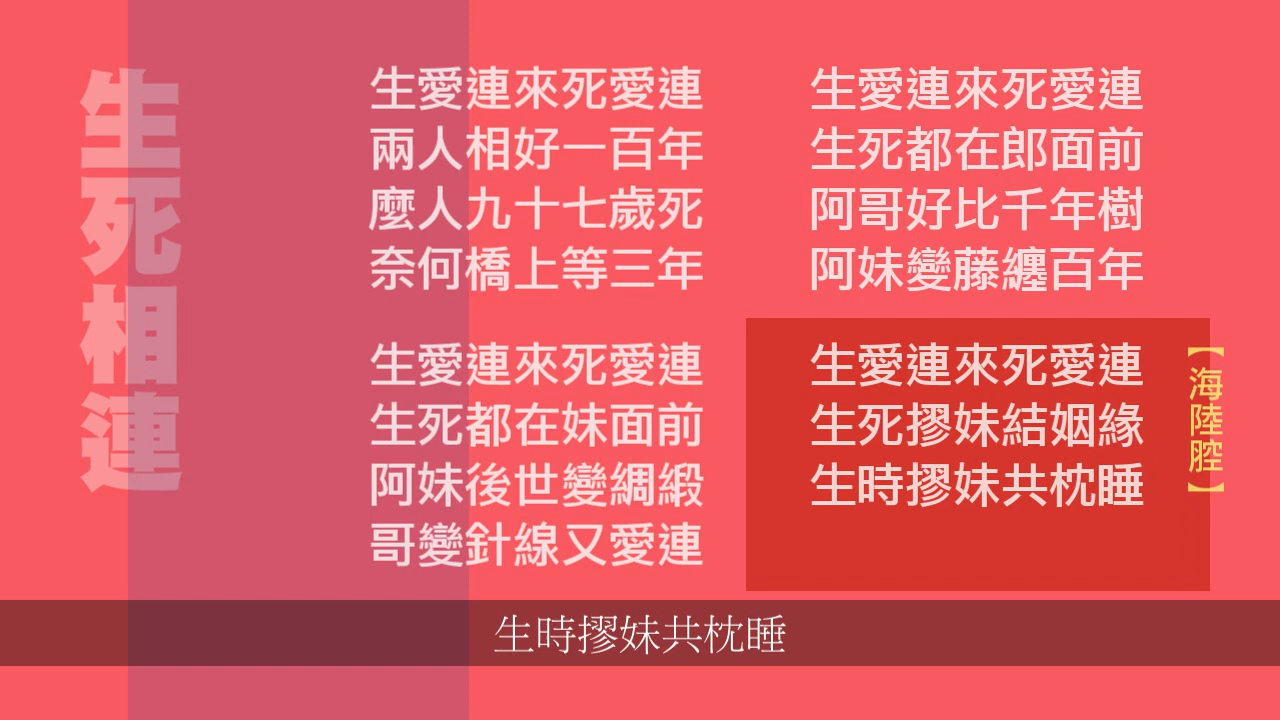 生死相連
生愛連來死愛連
兩人相好一百年
麼人九十七歲死
奈何橋上等三年
生愛連來死愛連
生死都在郎面前
阿哥好比千年樹
阿妹變藤纏百年
生愛連來死愛連
生死都在妹面前
阿妹後世變綢緞
哥變針線又愛連
生愛連來死愛連
生死摎妹結姻緣
生時摎妹共枕睡
【海陸腔】
生時摎妹共枕睡